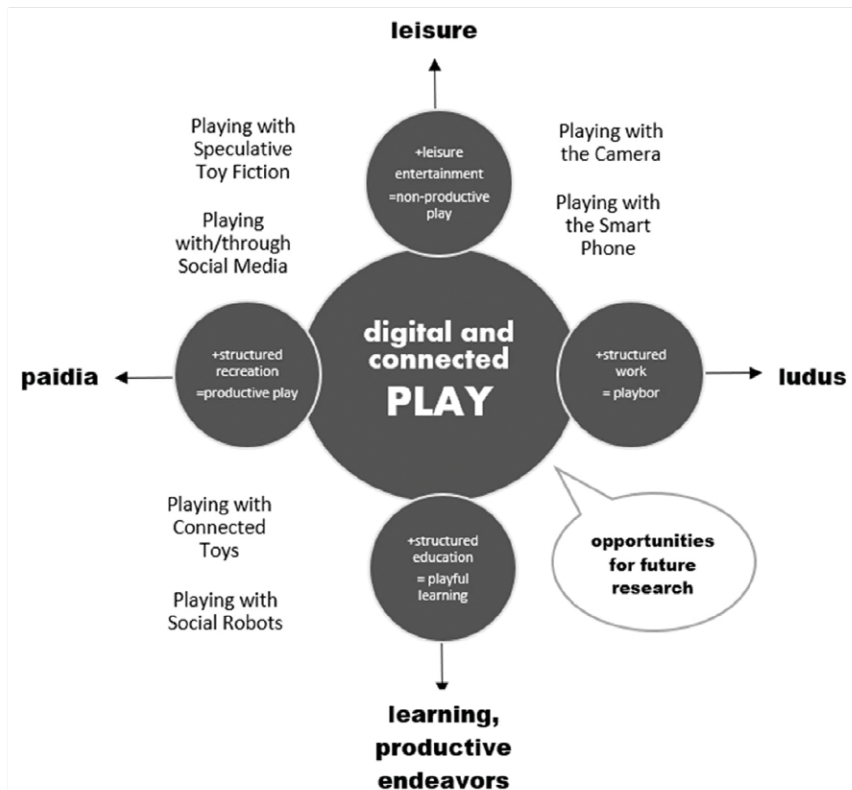 leisure
Playing with
Speculative
Toy Fiction
Playing
with/through
Social Media
+leisure
entertainment
=non-productive
play
Playing with
the Camera
Playing with
the Smart
Phone
paidia
+structured
recreation
=productive play
digital and
connected
PLAY
+structured
work
= playbor
ludus
Playing with
Connected
Toys
Playing with
Social Robots
+structured
education
= playful
learning
opportunities
for future
research
learning,
productive
endeavors